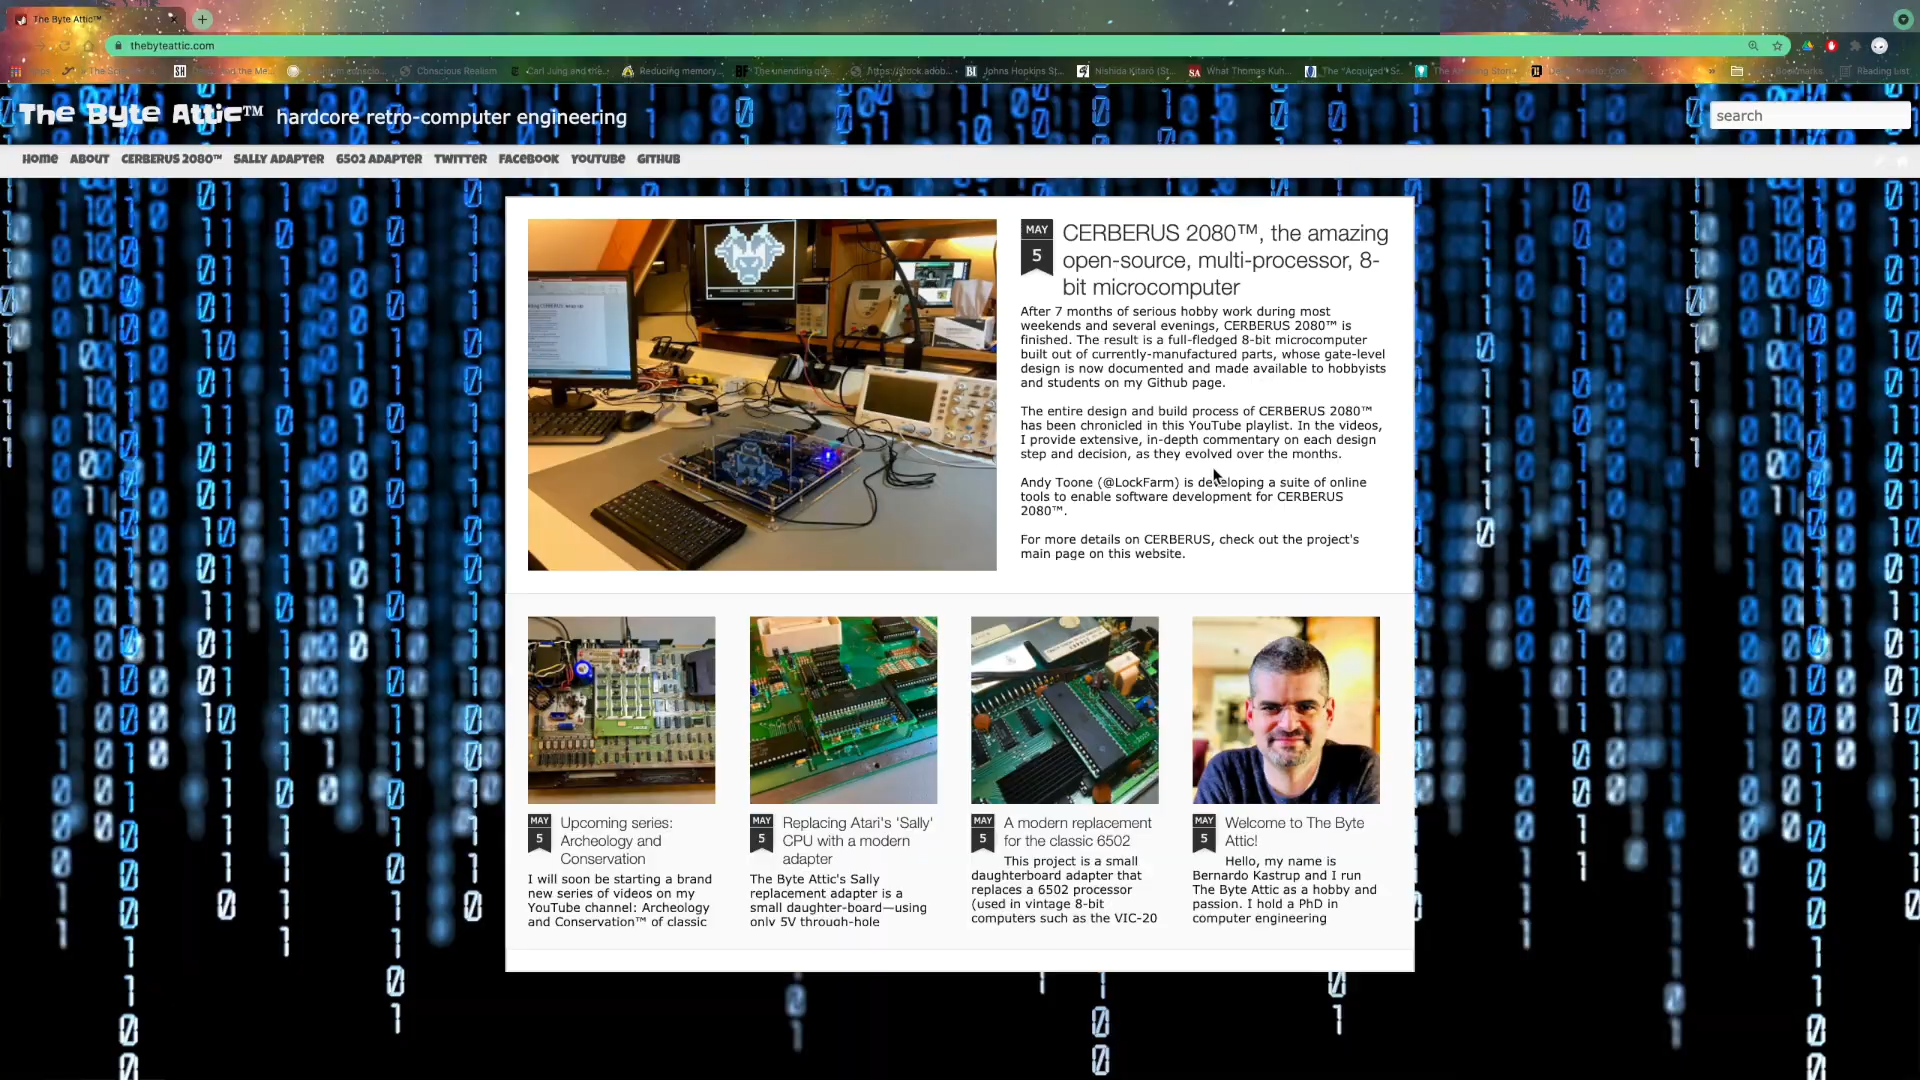 The Byte Attic™
thebyteattic.com
Conscious Realism
Carl Jung and the...
Reducing memory...
The unending que...
https://stock.adob...
Johns Hopkins St...
Nishida Kitarō (St...
What Thomas Kuh...
The "Acquired" Sr...
Bookmarks
Reading List
The Byte Attic™ hardcore retro-computer engineering
search
HOME ABOUT CERBERUS 2080™ SALLY ADAPTER 6502 ADAPTER TWITTER FACEBOOK YOUTUBE GITHUB
MAY
5
CERBERUS 2080™, the amazing
open-source, multi-processor, 8-
bit microcomputer
After 7 months of serious hobby work during most
weekends and several evenings, CERBERUS 2080™ is
finished. The result is a full-fledged 8-bit microcomputer
built out of currently-manufactured parts, whose gate-level
design is now documented and made available to hobbyists
and students on my Github page.
The entire design and build process of CERBERUS 2080™
has been chronicled in this YouTube playlist. In the videos,
I provide extensive, in-depth commentary on each design
step and decision, as they evolved over the months.
Andy Toone (@LockFarm) is developing a suite of online
tools to enable software development for CERBERUS
2080™.
For more details on CERBERUS, check out the project's
main page on this website.
MAY
5
Upcoming series:
Archeology and
Conservation
I will soon be starting a brand
new series of videos on my
YouTube channel: Archeology
and Conservation™ of classic
MAY
5
Replacing Atari's 'Sally'
CPU with a modern
adapter
The Byte Attic's Sally
replacement adapter is a
small daughter-board—using
only 5V through-hole
MAY
5
A modern replacement
for the classic 6502
This project is a small
daughterboard adapter that
replaces a 6502 processor
(used in vintage 8-bit
computers such as the VIC-20
MAY
5
Welcome to The Byte
Attic!
Hello, my name is
Bernardo Kastrup and I run
The Byte Attic as a hobby and
passion. I hold a PhD in
computer engineering